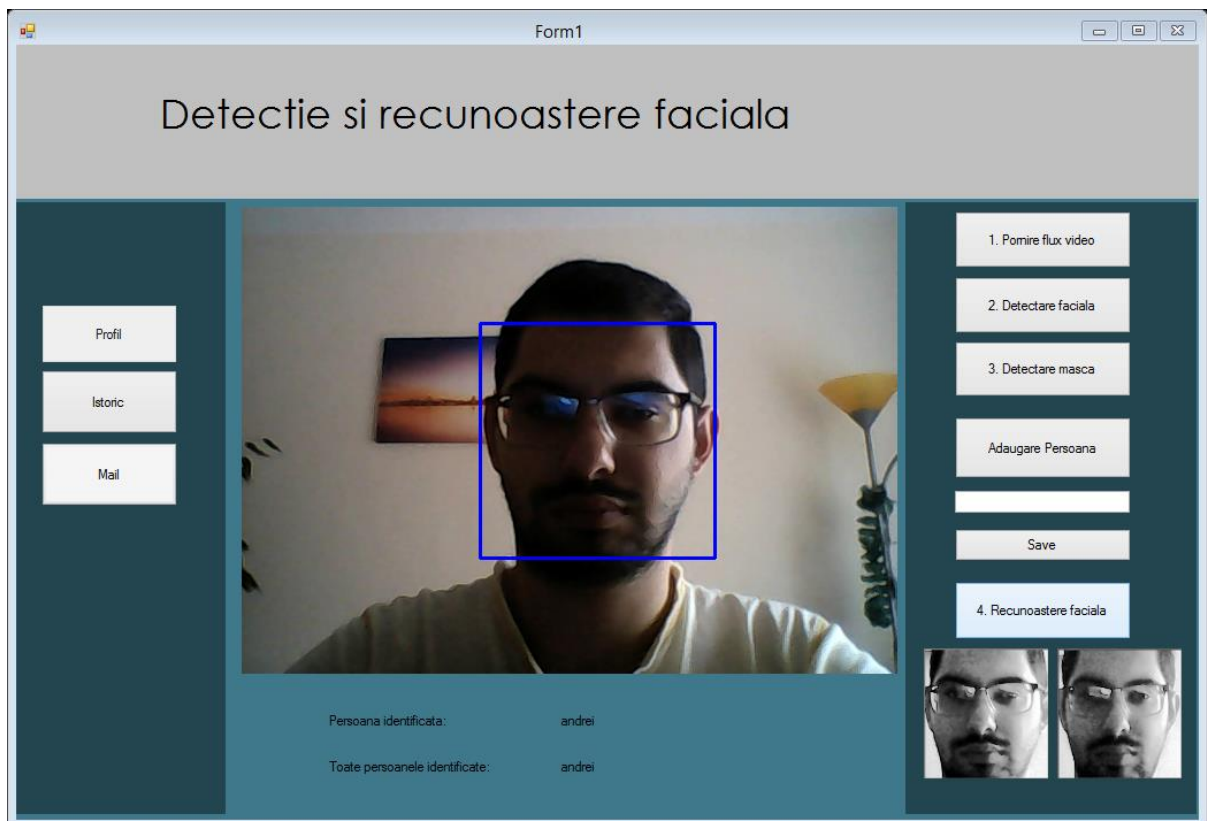 Form1
Detectie si recunoastere faciala
Profil
Istoric
Mail
1. Pornire flux video
2. Detectare faciala
3. Detectare masca
Adaugare Persoana
Save
4. Recunoastere faciala
Persoana identificata: andrei
Toate persoanele identificate: andrei